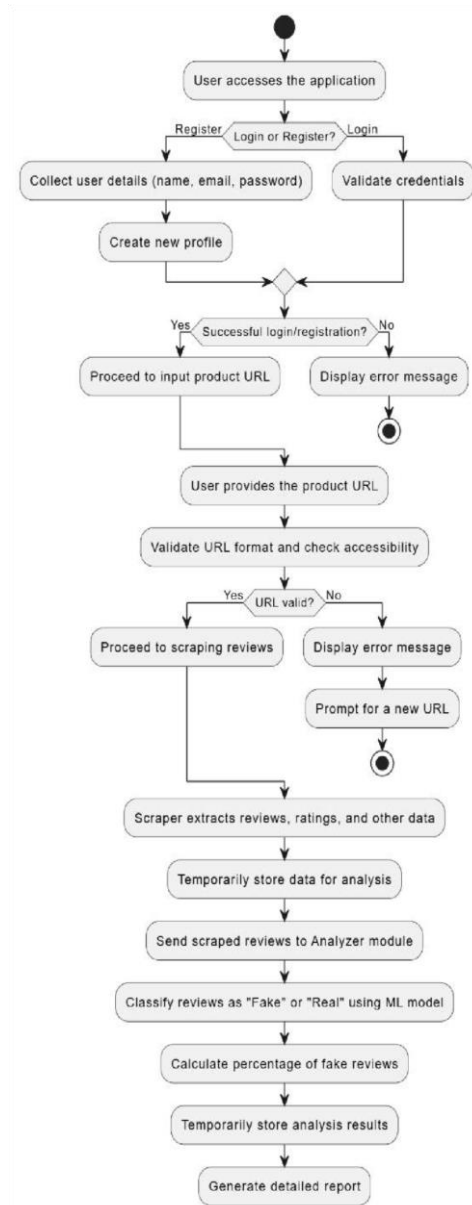 User accesses the application
Register
Login or Register?
Login
Collect user details (name, email, password)
Validate credentials
Create new profile
Yes
Successful login/registration?
No
Proceed to input product URL
Display error message
User provides the product URL
Validate URL format and check accessibility
Yes
URL valid?
No
Proceed to scraping reviews
Display error message
Prompt for a new URL
Scraper extracts reviews, ratings, and other data
Temporarily store data for analysis
Send scraped reviews to Analyzer module
Classify reviews as "Fake" or "Real" using ML model
Calculate percentage of fake reviews
Temporarily store analysis results
Generate detailed report